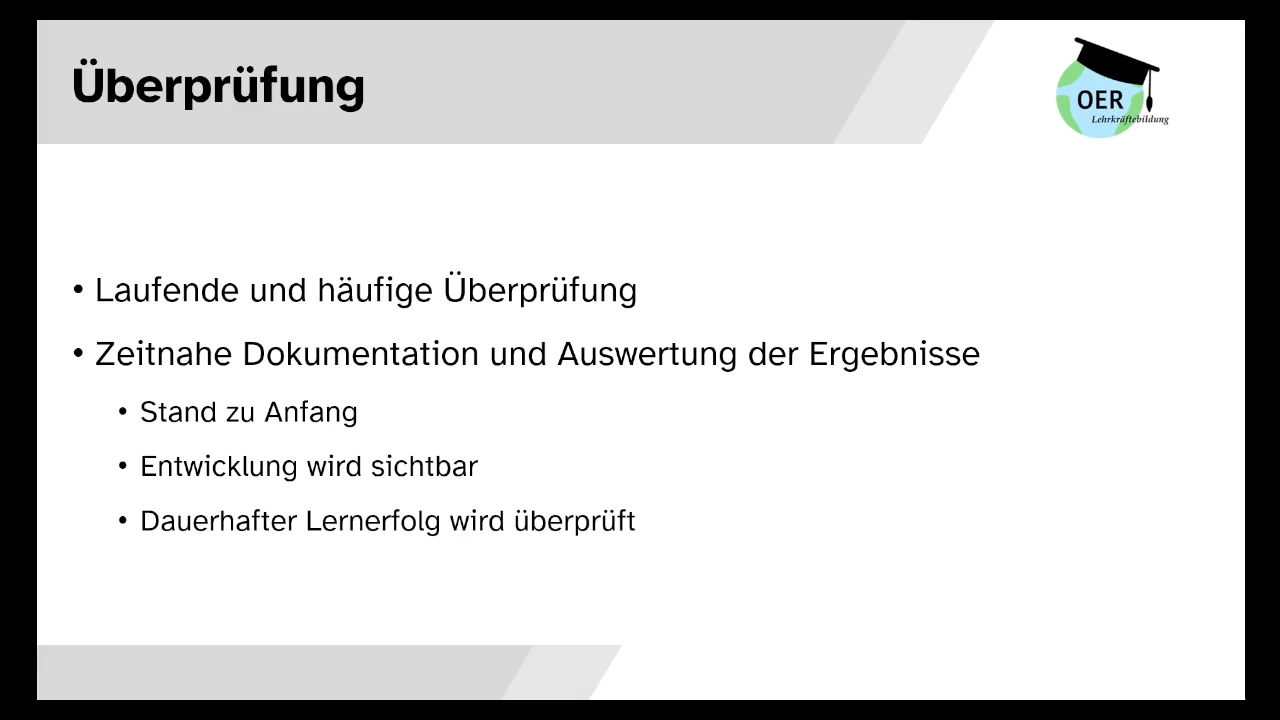 Überprüfung
OER
Lehrkräftebildung
• Laufende und häufige Überprüfung
• Zeitnahe Dokumentation und Auswertung der Ergebnisse
• Stand zu Anfang
• Entwicklung wird sichtbar
• Dauerhafter Lernerfolg wird überprüft